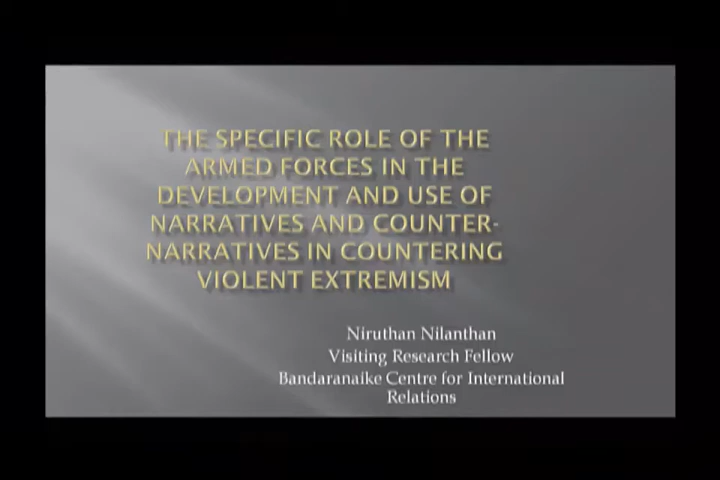 THE SPECIFIC ROLE OF THE
ARMED FORCES IN THE
DEVELOPMENT AND USE OF
NARRATIVES AND COUNTER-
NARRATIVES IN COUNTERING
VIOLENT EXTREMISM
Niruthan Nilanthan
Visiting Research Fellow
Bandaranaike Centre for International
Relations